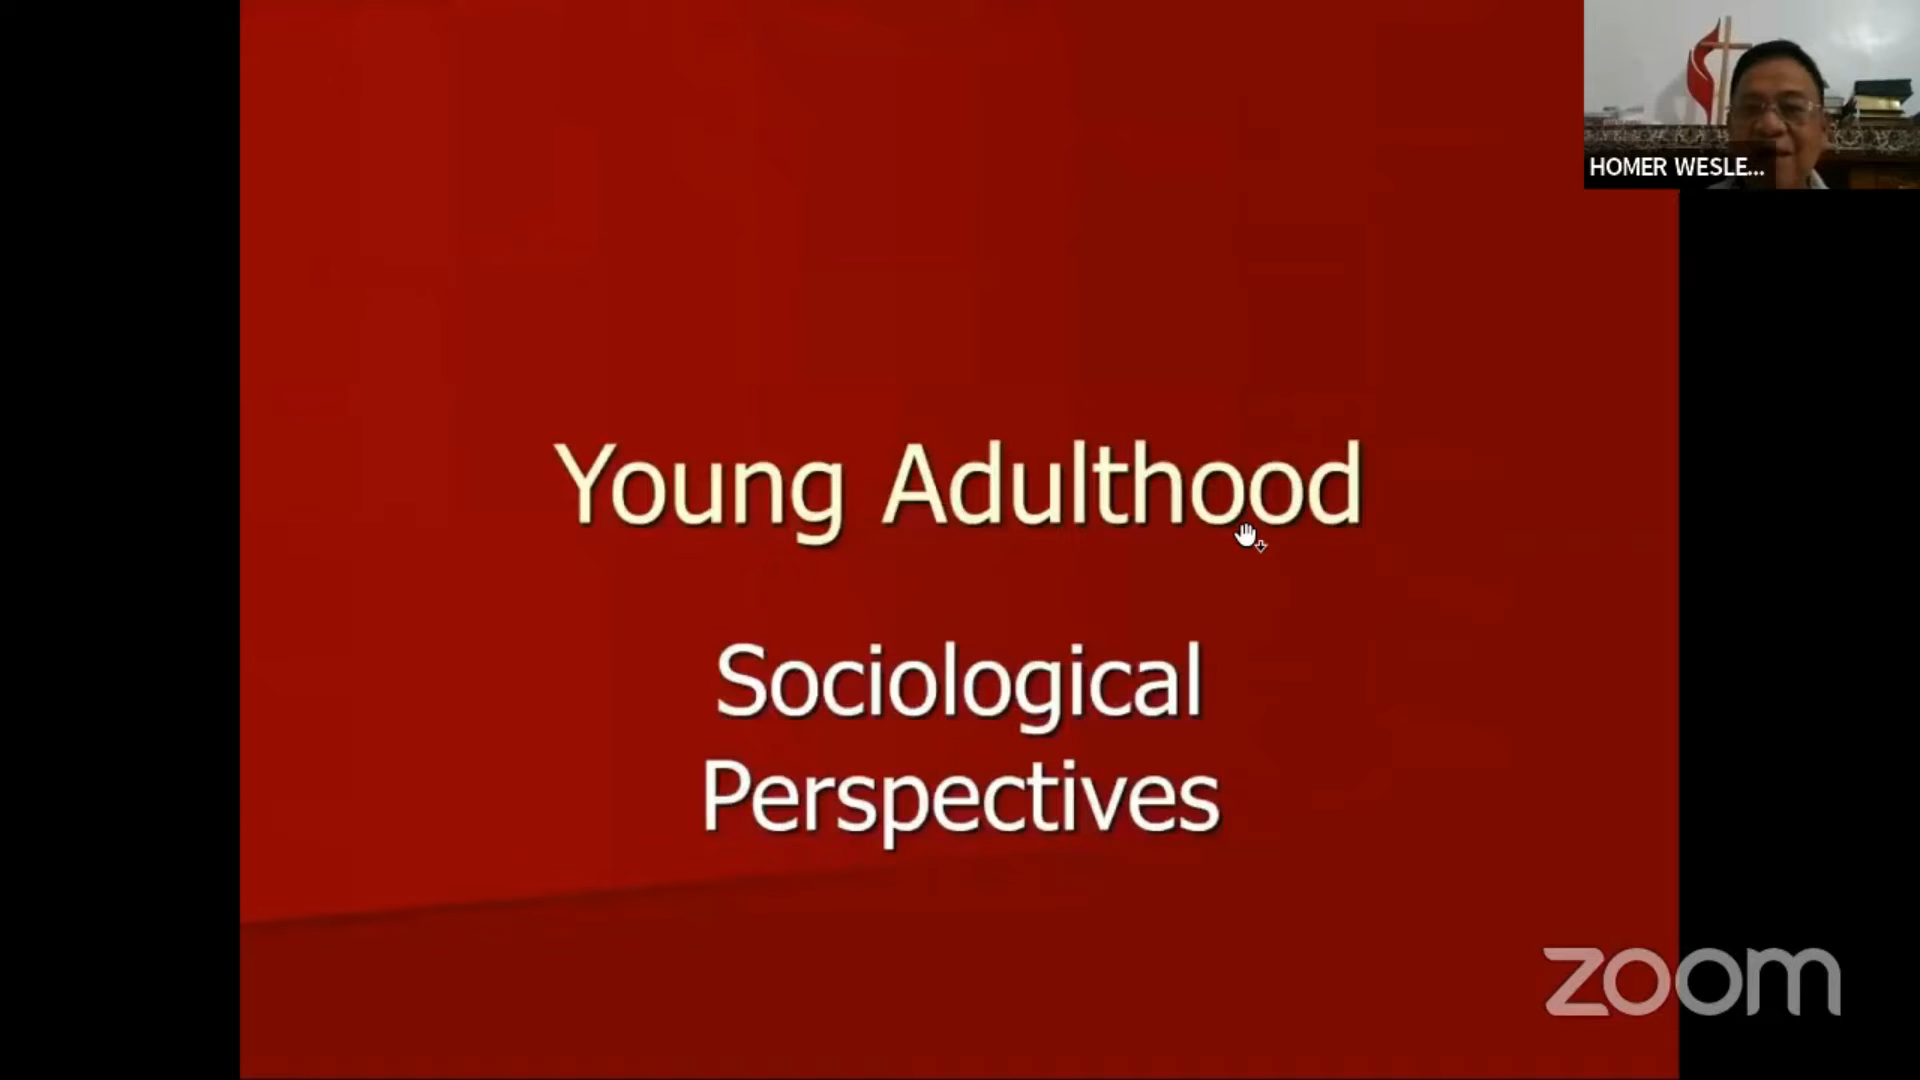 HOMER WESLE...
Young Adulthood
Sociological
Perspectives
zoom